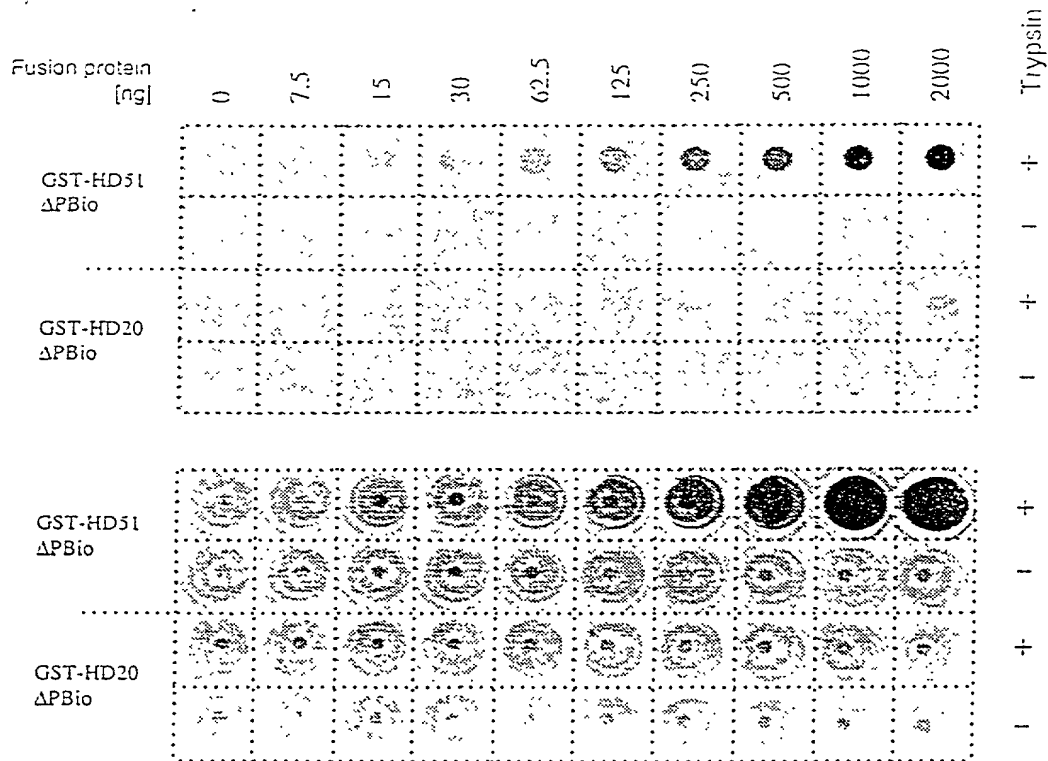 Fusion protein
[ng]
0 7.5 15 30 62.5 125 250 500 1000 2000
Trypsin
GST-HD51
ΔPBio
+
−
GST-HD20
ΔPBio
+
−
GST-HD51
ΔPBio
+
−
GST-HD20
ΔPBio
+
−